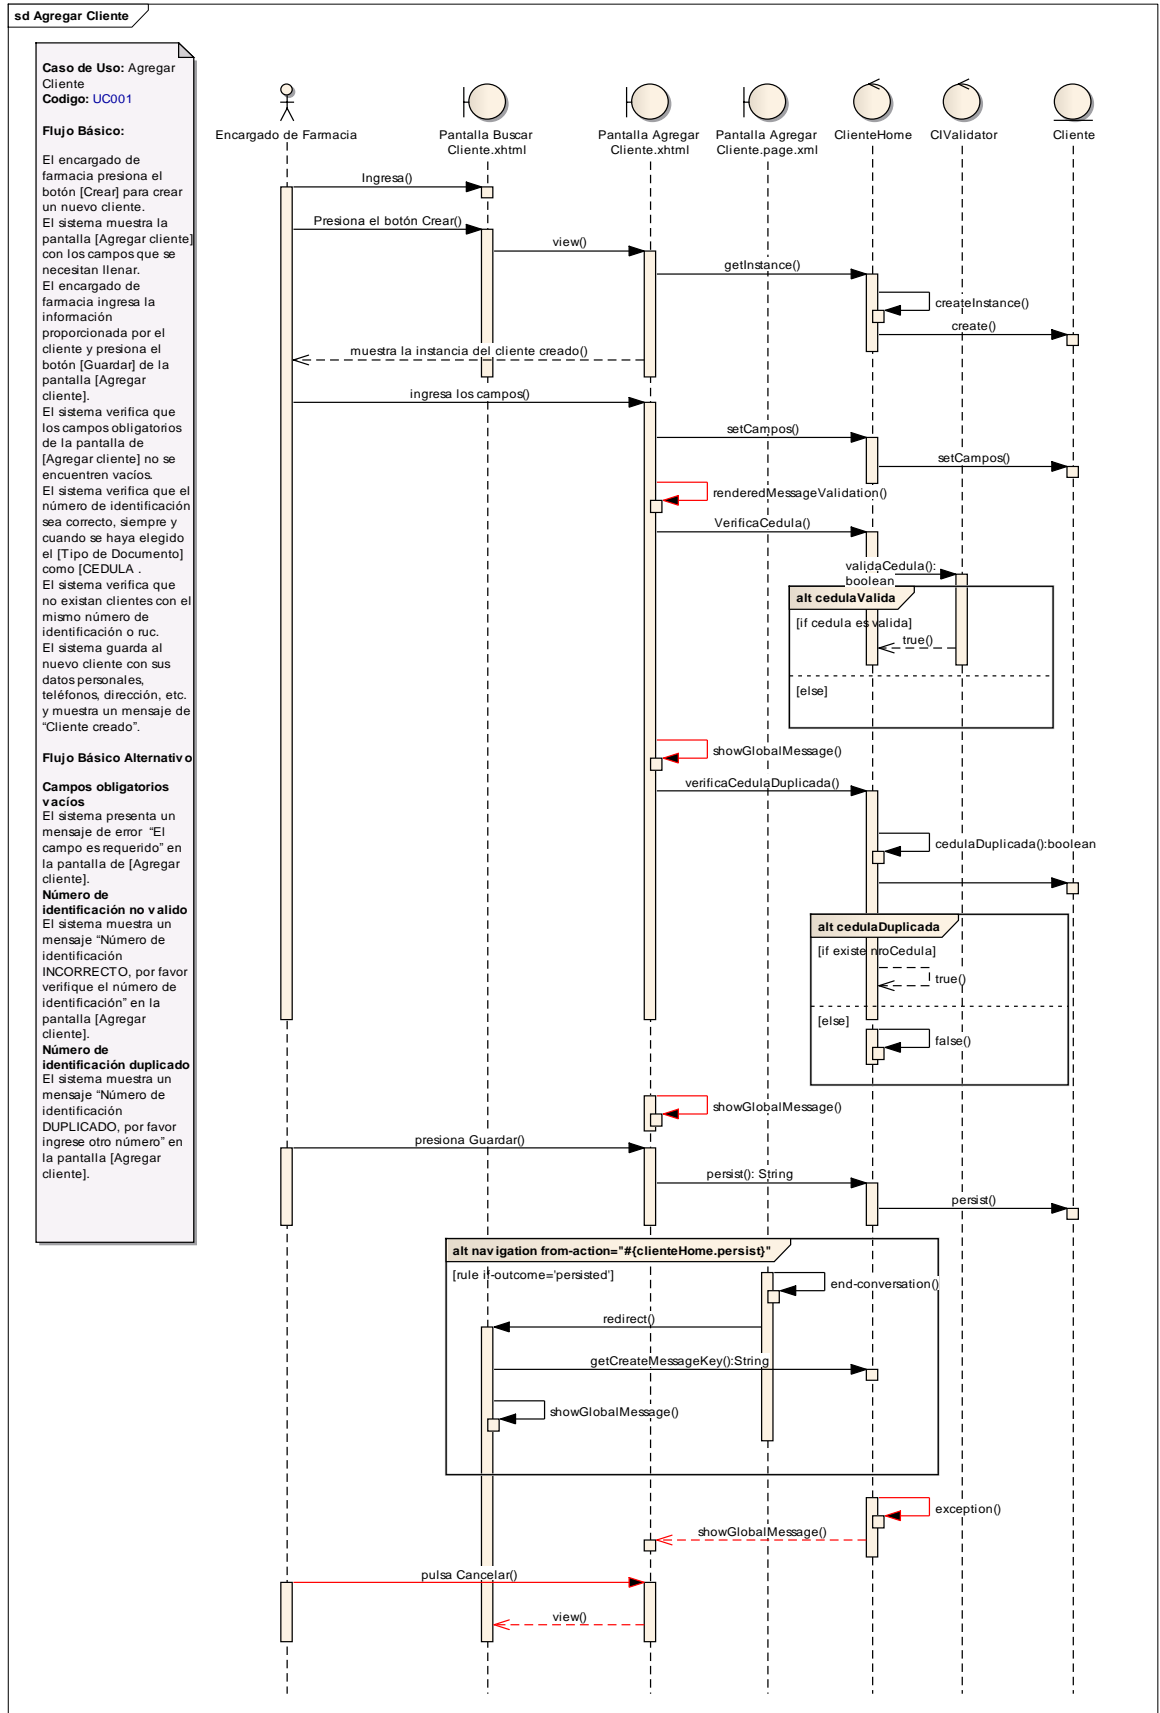 sd Agregar Cliente
Caso de Uso: Agregar
Cliente
Codigo: UC001
Flujo Básico:
El encargado de
farmacia presiona el
botón [Crear] para crear
un nuevo cliente.
El sistema muestra la
pantalla [Agregar cliente]
con los campos que se
necesitan llenar.
El encargado de
farmacia ingresa la
información
proporcionada por el
cliente y presiona el
botón [Guardar] de la
pantalla [Agregar
cliente].
El sistema verifica que
los campos obligatorios
de la pantalla de
[Agregar cliente] no se
encuentren vacíos.
El sistema verifica que el
número de identificación
sea correcto, siempre y
cuando se haya elegido
el [Tipo de Documento]
como [CEDULA .
El sistema verifica que
no existan clientes con el
mismo número de
identificación o ruc.
El sistema guarda al
nuevo cliente con sus
datos personales,
teléfonos, dirección, etc.
y muestra un mensaje de
“Cliente creado”.
Flujo Básico Alternativo
Campos obligatorios
vacíos
El sistema presenta un
mensaje de error “El
campo es requerido” en
la pantalla de [Agregar
cliente].
Número de
identificación no valido
El sistema muestra un
mensaje “Número de
identificación
INCORRECTO, por favor
verifique el número de
identificación” en la
pantalla [Agregar
cliente].
Número de
identificación duplicado
El sistema muestra un
mensaje “Número de
identificación
DUPLICADO, por favor
ingrese otro número” en
la pantalla [Agregar
cliente].
Encargado de Farmacia
Pantalla Buscar
Cliente.xhtml
Pantalla Agregar
Cliente.xhtml
Pantalla Agregar
Cliente.page.xml
ClienteHome
CIValidator
Cliente
Ingresa()
Presiona el botón Crear()
view()
getInstance()
createInstance()
create()
muestra la instancia del cliente creado()
ingresa los campos()
setCampos()
setCampos()
renderedMessageValidation()
VerificaCedula()
validaCedula():
boolean
alt cedulaValida
[if cedula es valida]
true()
[else]
showGlobalMessage()
verificaCedulaDuplicada()
cedulaDuplicada():boolean
alt cedulaDuplicada
[if existe nroCedula]
true()
[else]
false()
showGlobalMessage()
presiona Guardar()
persist(): String
persist()
alt navigation from-action="#{clienteHome.persist}"
[rule if-outcome='persisted']
end-conversation()
redirect()
getCreateMessageKey():String
showGlobalMessage()
exception()
showGlobalMessage()
pulsa Cancelar()
view()